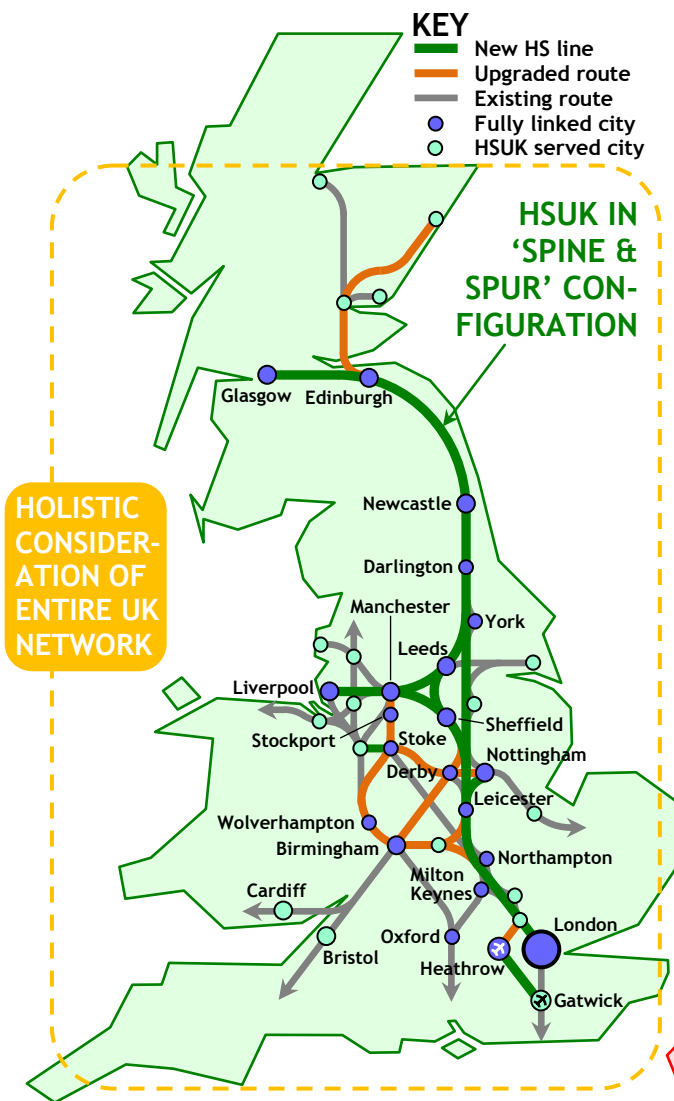 KEY
New HS line
Upgraded route
Existing route
Fully linked city
HSUK served city
HSUK IN
‘SPINE &
SPUR’ CON-
FIGURATION
Glasgow
Edinburgh
HOLISTIC
CONSIDER-
ATION OF
ENTIRE UK
NETWORK
Newcastle
Darlington
Manchester
York
Leeds
Liverpool
Sheffield
Stockport
Stoke
Nottingham
Derby
Leicester
Wolverhampton
Birmingham
Northampton
Milton
Keynes
Cardiff
London
Oxford
Bristol
Heathrow
Gatwick